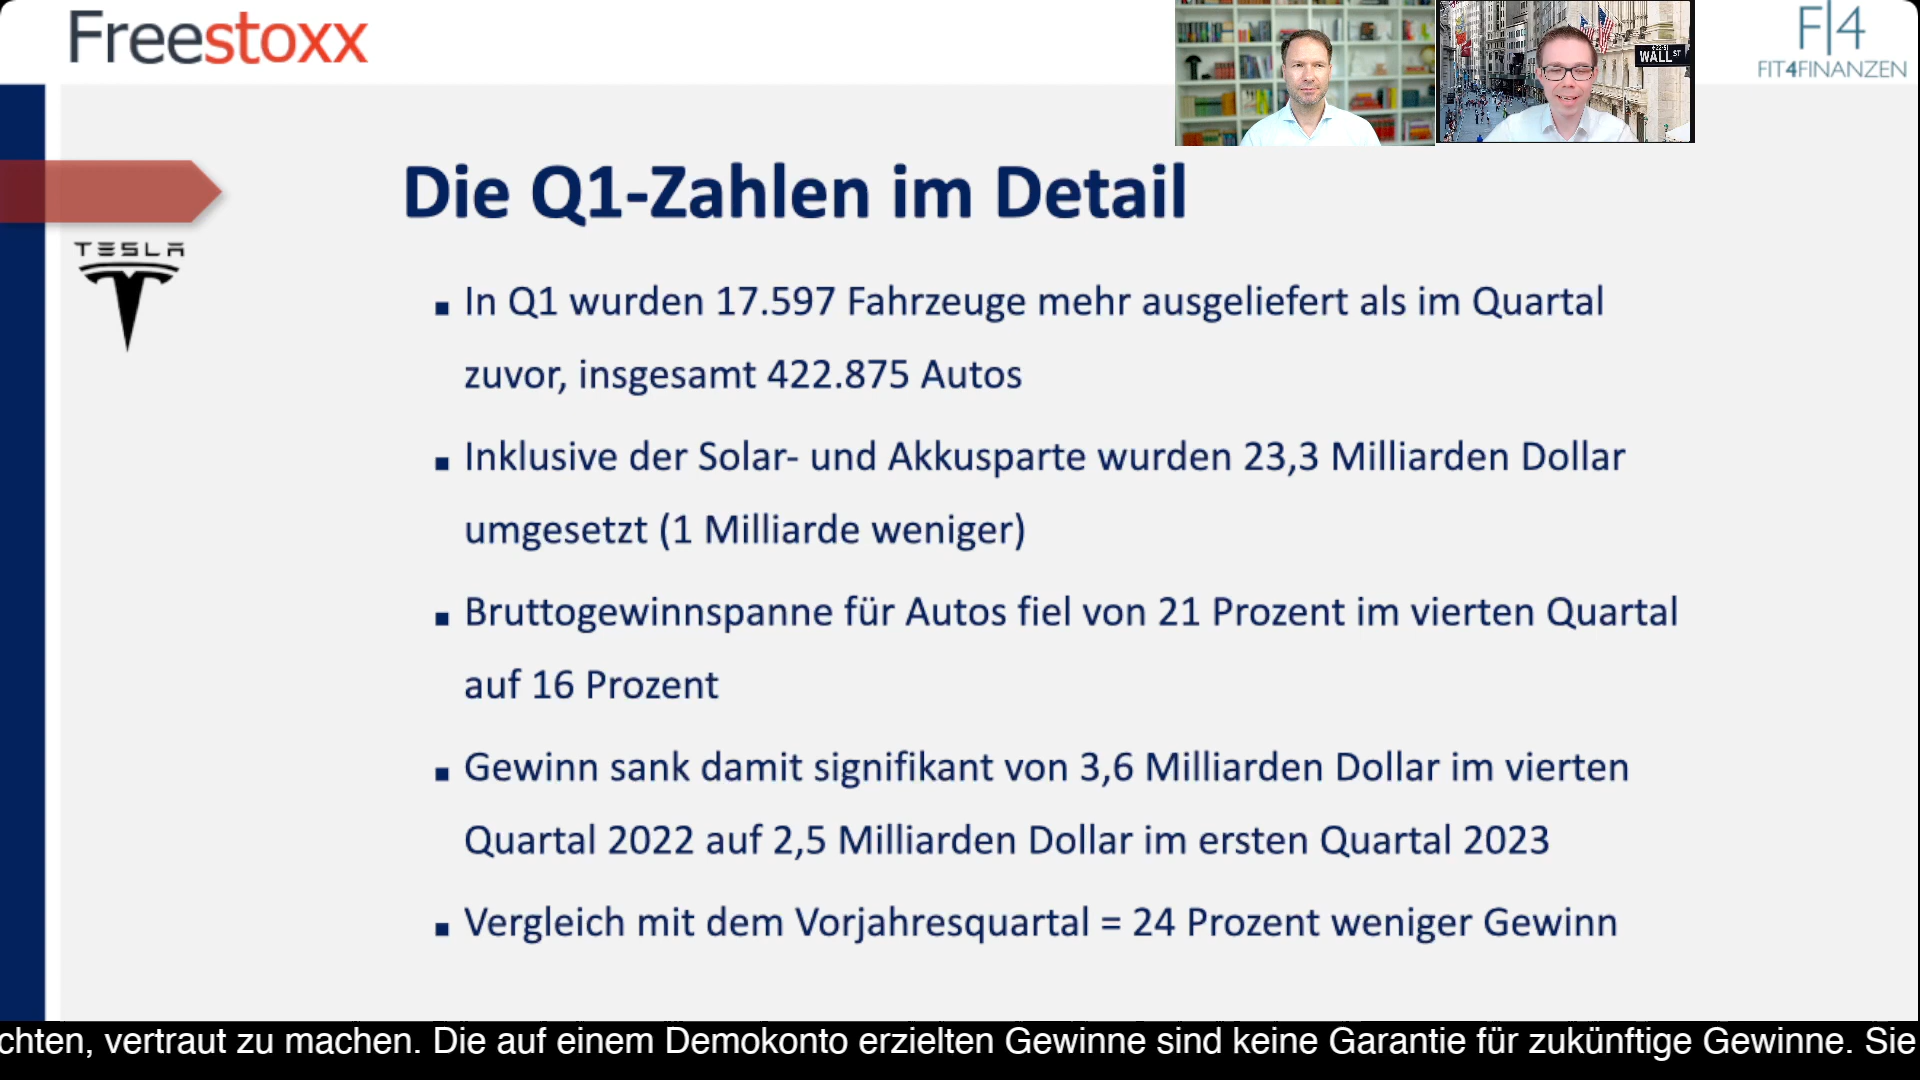 Freestoxx
WALL ST
F|4
FIT4FINANZEN
Die Q1-Zahlen im Detail
TESLA
In Q1 wurden 17.597 Fahrzeuge mehr ausgeliefert als im Quartal
zuvor, insgesamt 422.875 Autos
Inklusive der Solar- und Akkusparte wurden 23,3 Milliarden Dollar
umgesetzt (1 Milliarde weniger)
Bruttogewinnspanne für Autos fiel von 21 Prozent im vierten Quartal
auf 16 Prozent
Gewinn sank damit signifikant von 3,6 Milliarden Dollar im vierten
Quartal 2022 auf 2,5 Milliarden Dollar im ersten Quartal 2023
Vergleich mit dem Vorjahresquartal = 24 Prozent weniger Gewinn
chten, vertraut zu machen. Die auf einem Demokonto erzielten Gewinne sind keine Garantie für zukünftige Gewinne. Sie